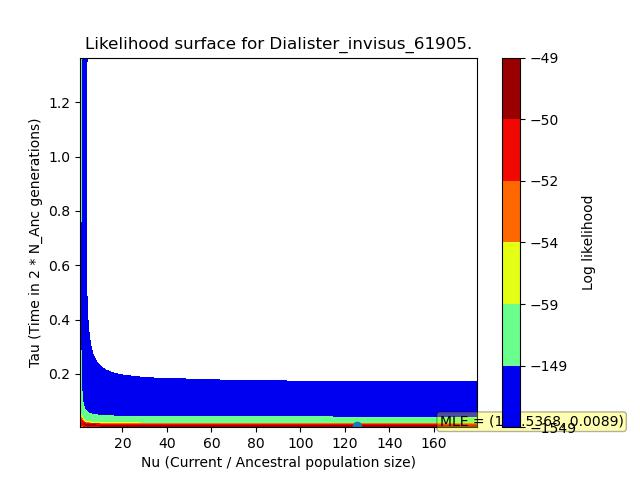 Likelihood surface for Dialister_invisus_61905.
Tau (Time in 2 * N_Anc generations)
1.2
1.0
0.8
0.6
0.4
0.2
20 40 60 80 100 120 140 160
Nu (Current / Ancestral population size)
−49
−50
−52
−54
−59
−149
−1549
Log likelihood
MLE = (1 .5368, 0.0089)